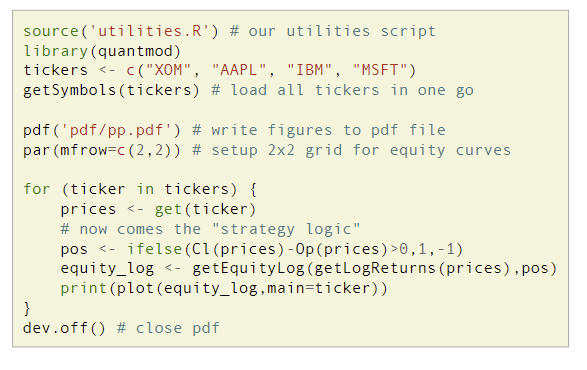 source('utilities.R') # our utilities script
library(quantmod)
tickers <- c("XOM", "AAPL", "IBM", "MSFT")
getSymbols(tickers) # load all tickers in one go

pdf('pdf/pp.pdf') # write figures to pdf file
par(mfrow=c(2,2)) # setup 2x2 grid for equity curves

for (ticker in tickers) {
    prices <- get(ticker)
    # now comes the "strategy logic"
    pos <- ifelse(Cl(prices)-Op(prices)>0,1,-1)
    equity_log <- getEquityLog(getLogReturns(prices),pos)
    print(plot(equity_log,main=ticker))
}
dev.off() # close pdf